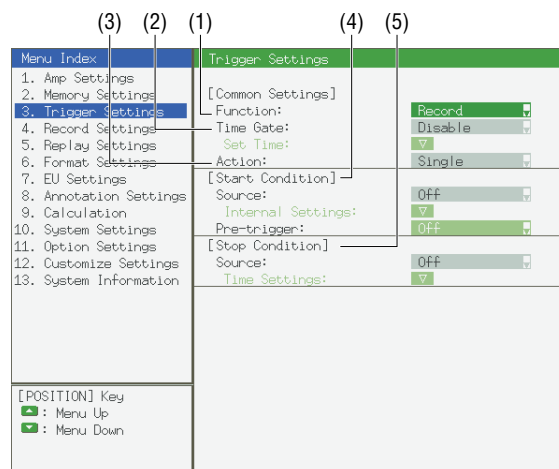 (3) (2) (1) (4) (5)
Menu Index
1. Amp Settings
2. Memory Settings
3. Trigger Settings
4. Record Settings
5. Replay Settings
6. Format Settings
7. EU Settings
8. Annotation Settings
9. Calculation
10. System Settings
11. Option Settings
12. Customize Settings
13. System Information
[POSITION] Key
: Menu Up
: Menu Down
Trigger Settings
[Common Settings]
Function: Record
Time Gate: Disable
Set Time:
Action: Single
[Start Condition]
Source: Off
Internal Settings:
Pre-trigger: Off
[Stop Condition]
Source: Off
Time Settings: